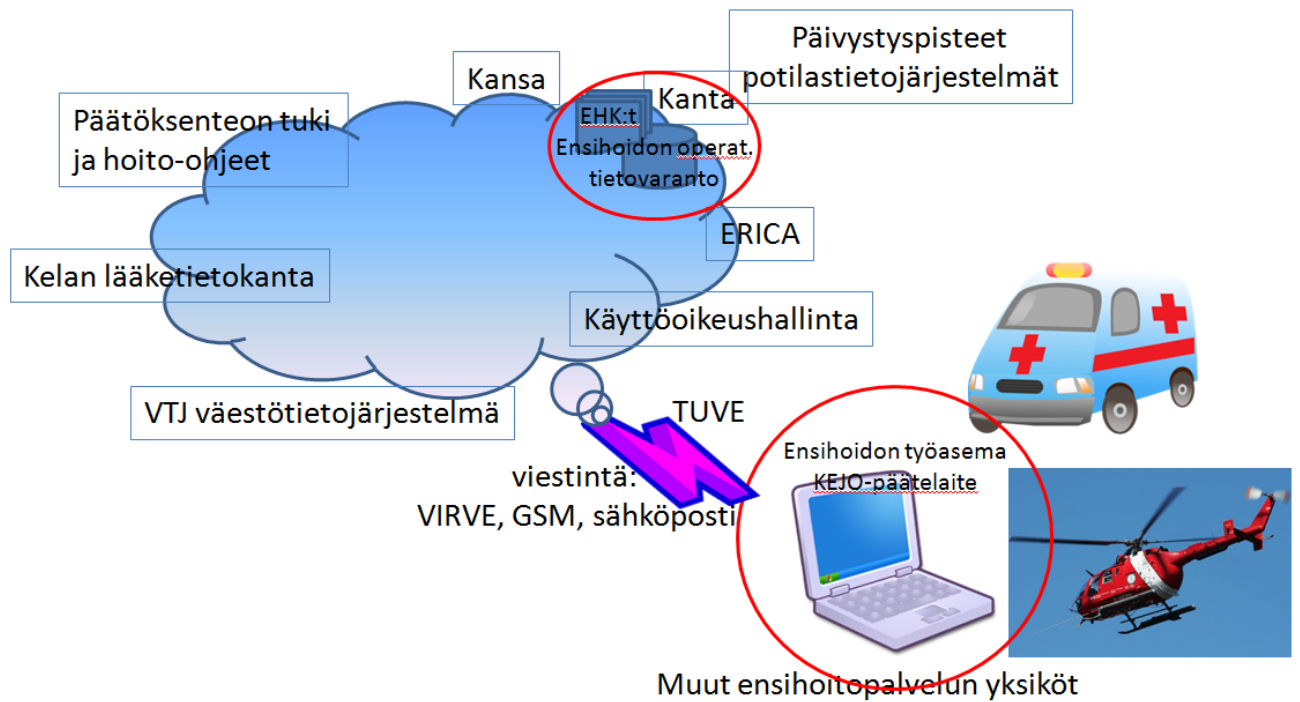 Päivystyspisteet
potilastietojärjestelmät
Kansa
Kanta
Päätöksenteon tuki
ja hoito-ohjeet
EHK:t
Ensihoidon operat.
tietovaranto
ERICA
Kelan lääketietokanta
Käyttöoikeushallinta
VTJ väestötietojärjestelmä
TUVE
viestintä:
VIRVE, GSM, sähköposti
Ensihoidon työasema
KEJO-päätelaite
Muut ensihoitopalvelun yksiköt